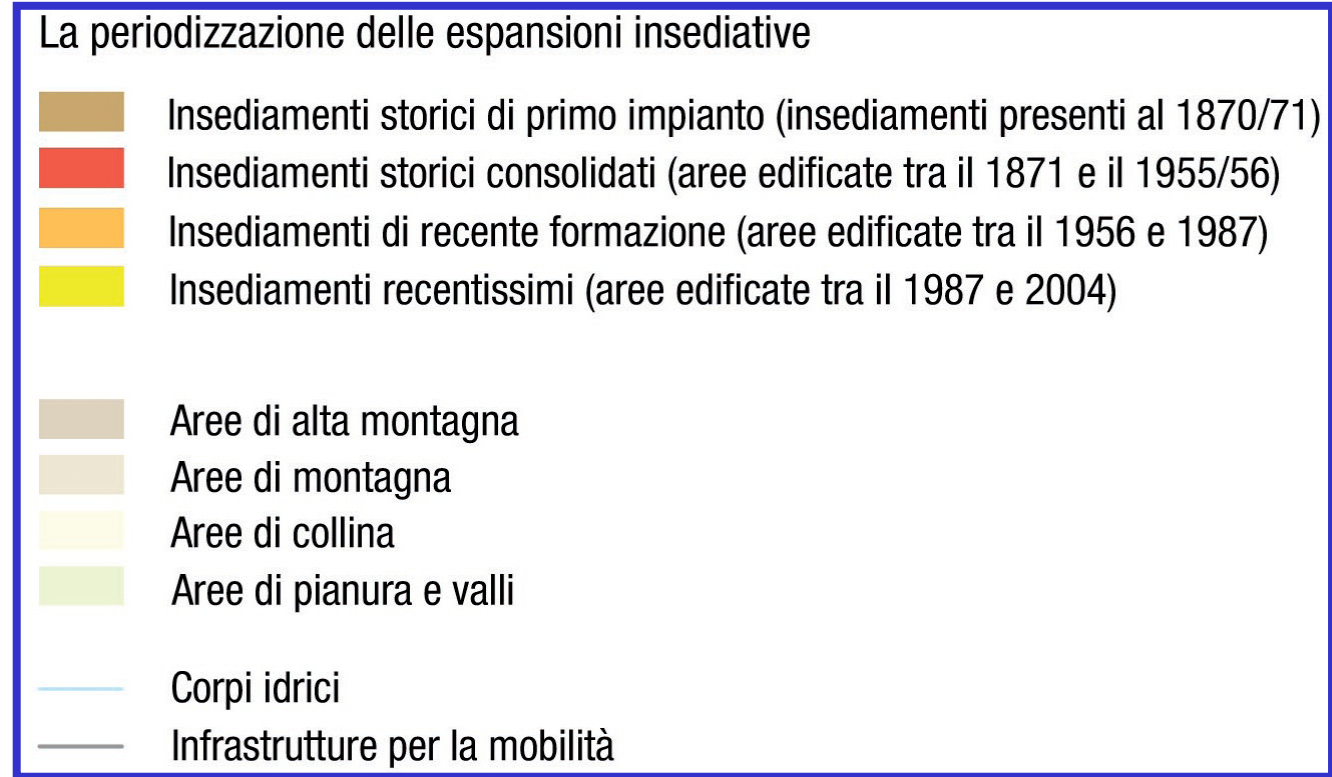 La periodizzazione delle espansioni insediative
Insediamenti storici di primo impianto (insediamenti presenti al 1870/71)
Insediamenti storici consolidati (aree edificate tra il 1871 e il 1955/56)
Insediamenti di recente formazione (aree edificate tra il 1956 e 1987)
Insediamenti recentissimi (aree edificate tra il 1987 e 2004)
Aree di alta montagna
Aree di montagna
Aree di collina
Aree di pianura e valli
Corpi idrici
Infrastrutture per la mobilità